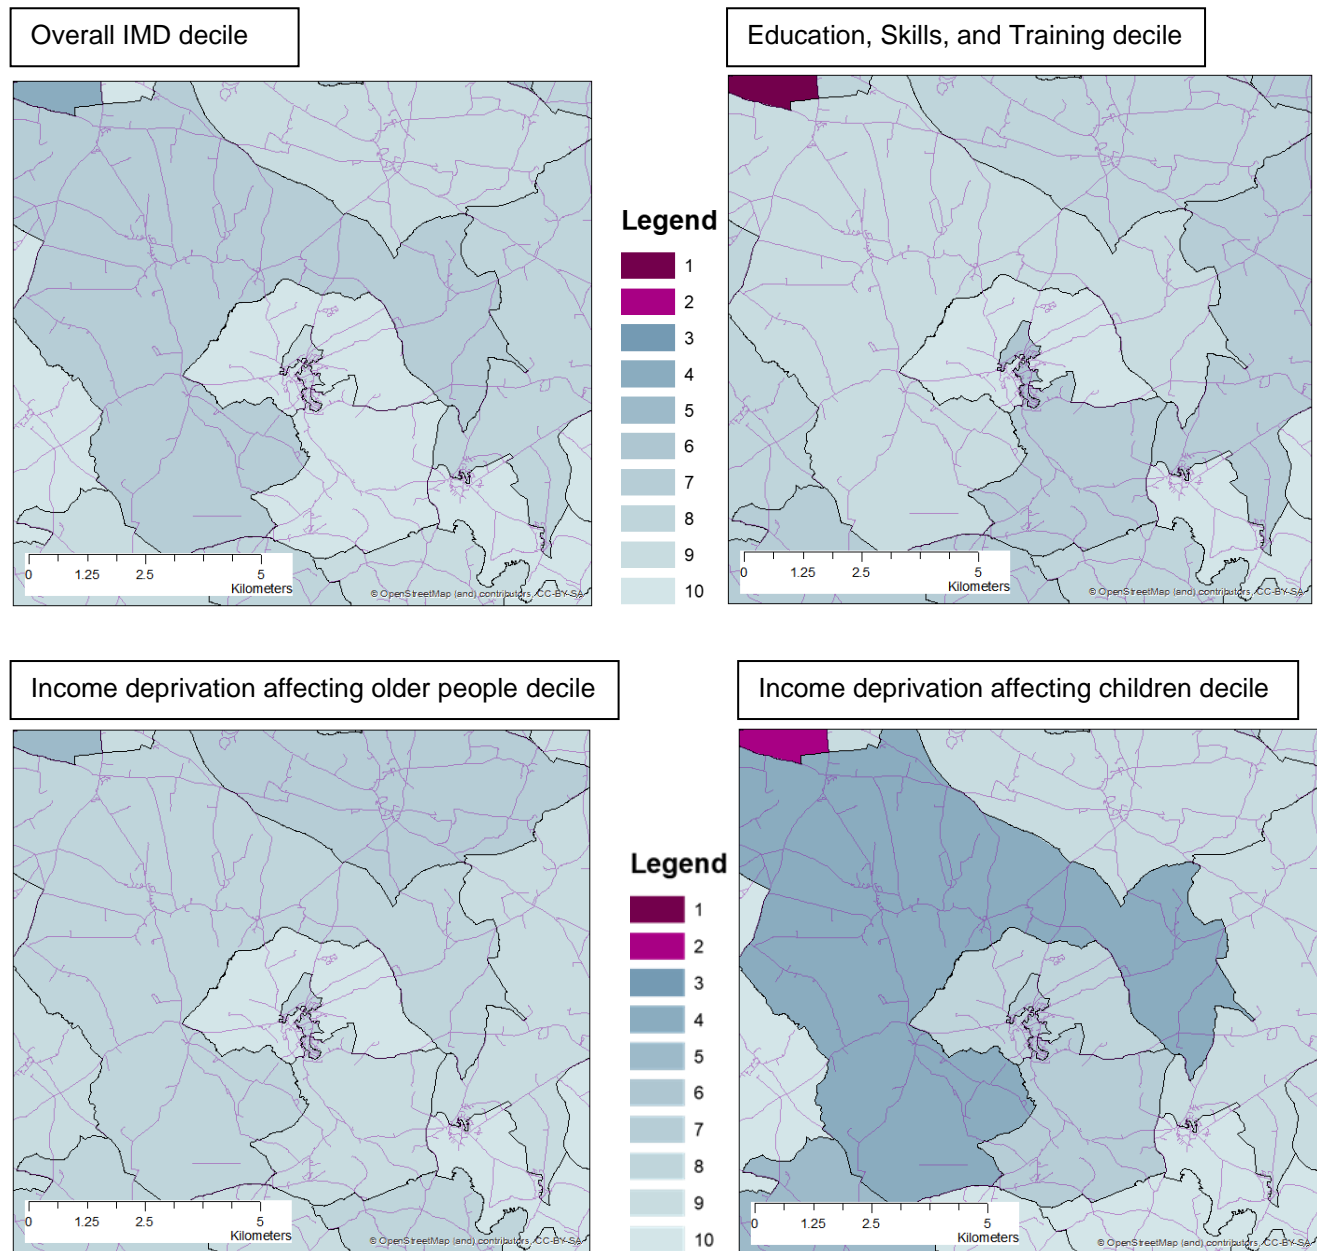 Overall IMD decile
Education, Skills, and Training decile
Legend
1
2
3
4
5
6
7
8
9
10
0 1.25 2.5 5
Kilometers
© OpenStreetMap (and) contributors, CC-BY-SA
0 1.25 2.5 5
Kilometers
© OpenStreetMap (and) contributors, CC-BY-SA
Income deprivation affecting older people decile
Income deprivation affecting children decile
Legend
1
2
3
4
5
6
7
8
9
10
0 1.25 2.5 5
Kilometers
© OpenStreetMap (and) contributors, CC-BY-SA
0 1.25 2.5 5
Kilometers
© OpenStreetMap (and) contributors, CC-BY-SA